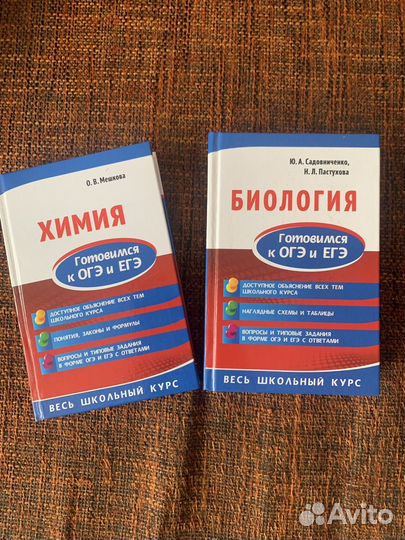 О. В. Мешкова
ХИМИЯ
Готовимся
к ОГЭ и ЕГЭ
ДОСТУПНОЕ ОБЪЯСНЕНИЕ ВСЕХ ТЕМ
ШКОЛЬНОГО КУРСА
ПОНЯТИЯ, ЗАКОНЫ И ФОРМУЛЫ
ВОПРОСЫ И ТИПОВЫЕ ЗАДАНИЯ
В ФОРМЕ ОГЭ И ЕГЭ С ОТВЕТАМИ
ВЕСЬ ШКОЛЬНЫЙ КУРС
Ю. А. Садовниченко,
Н. Л. Пастухова
БИОЛОГИЯ
Готовимся
к ОГЭ и ЕГЭ
ДОСТУПНОЕ ОБЪЯСНЕНИЕ ВСЕХ ТЕМ
ШКОЛЬНОГО КУРСА
НАГЛЯДНЫЕ СХЕМЫ И ТАБЛИЦЫ
ВОПРОСЫ И ТИПОВЫЕ ЗАДАНИЯ
В ФОРМЕ ОГЭ И ЕГЭ С ОТВЕТАМИ
ВЕСЬ ШКОЛЬНЫЙ КУРС
Avito